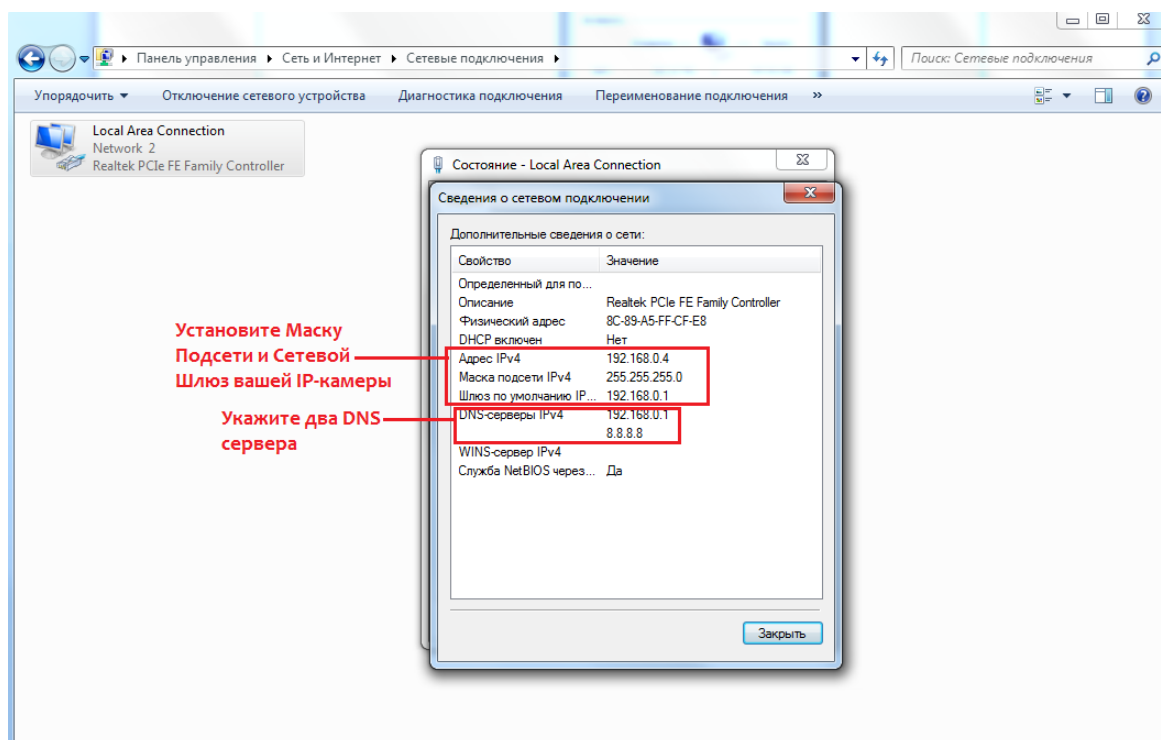 Панель управления ▸ Сеть и Интернет ▸ Сетевые подключения ▸
Поиск: Сетевые подключения
Упорядочить ▾ Отключение сетевого устройства Диагностика подключения Переименование подключения »
Local Area Connection
Network 2
Realtek PCIe FE Family Controller
Состояние - Local Area Connection
Сведения о сетевом подключении
Дополнительные сведения о сети:
Свойство Значение
Определенный для по...
Описание Realtek PCIe FE Family Controller
Физический адрес 8C-89-A5-FF-CF-E8
DHCP включен Нет
Адрес IPv4 192.168.0.4
Маска подсети IPv4 255.255.255.0
Шлюз по умолчанию IP... 192.168.0.1
DNS-серверы IPv4 192.168.0.1
8.8.8.8
WINS-сервер IPv4
Служба NetBIOS через... Да
Закрыть
Установите Маску
Подсети и Сетевой
Шлюз вашей IP-камеры
Укажите два DNS
сервера